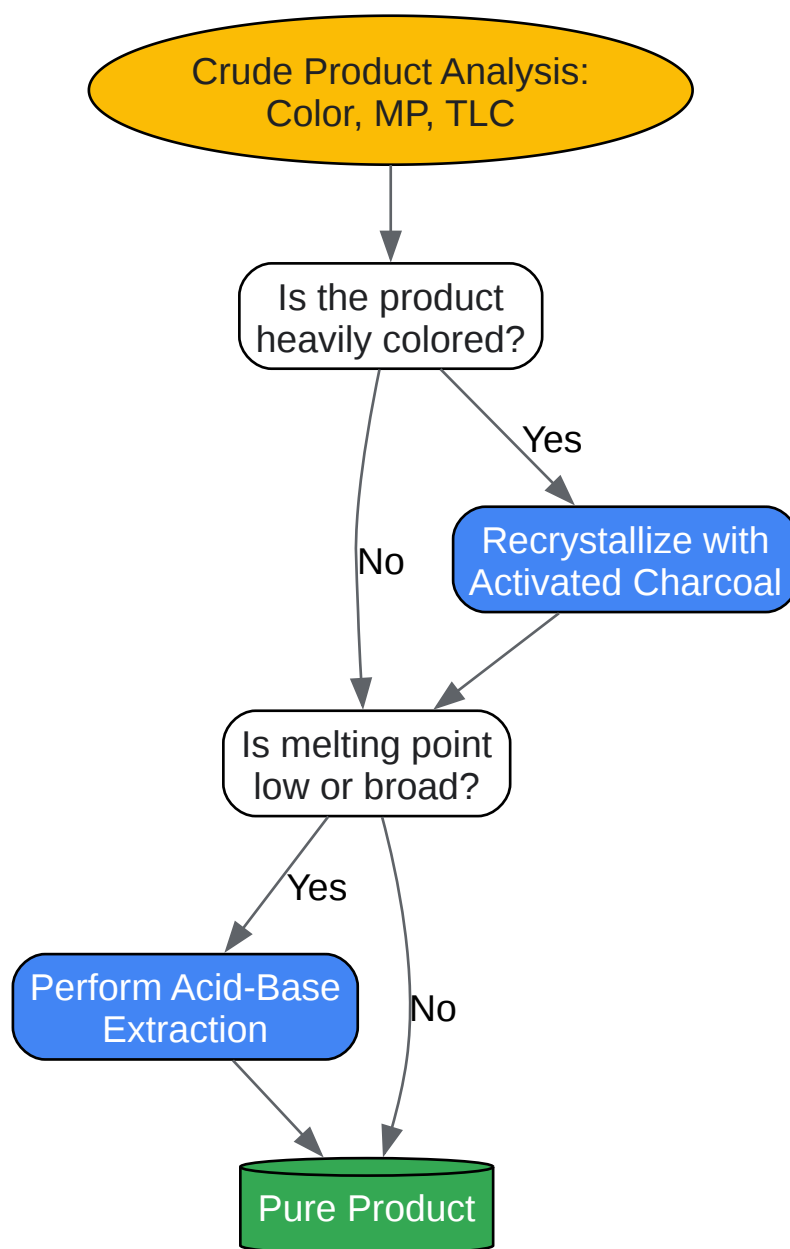 Crude Product Analysis:
Color, MP, TLC
Is the product
heavily colored?
Yes
Recrystallize with
Activated Charcoal
No
Is melting point
low or broad?
Yes
Perform Acid-Base
Extraction
No
Pure Product